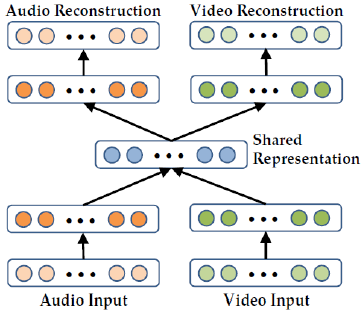 Audio Reconstruction
Video Reconstruction
Shared
Representation
Audio Input
Video Input